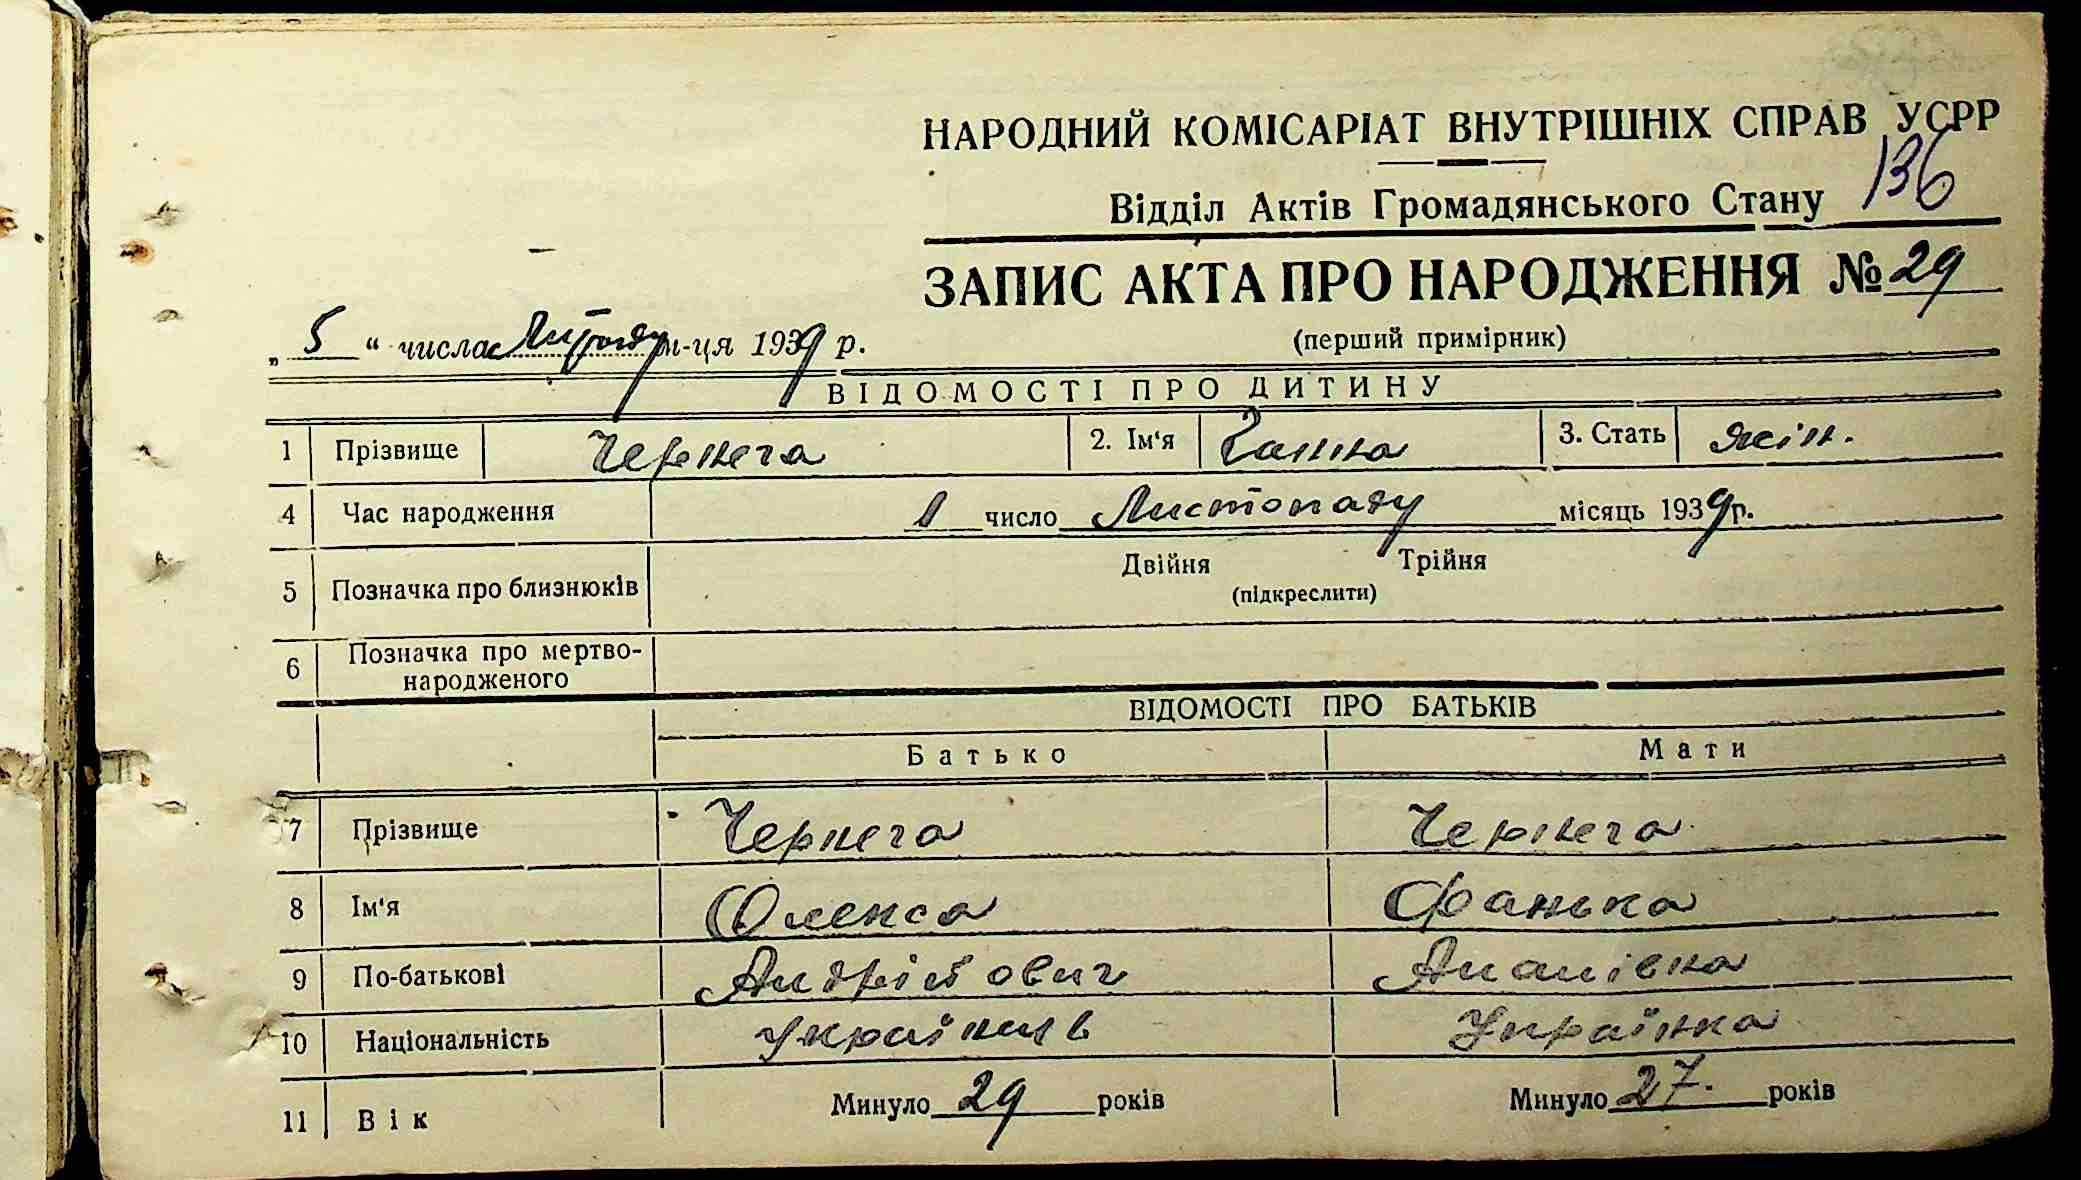 НАРОДНИЙ КОМІСАРІАТ ВНУТРІШНІХ СПРАВ УСРР
136
Відділ Актів Громадянського Стану
ЗАПИС АКТА ПРО НАРОДЖЕННЯ № 29
(перший примірник)
„ 5 “ числа м-ця 1939 р.
ВІДОМОСТІ ПРО ДИТИНУ
1 Прізвище Чернега 2. Ім‘я Ганна 3. Стать жін.
4 Час народження 1 число Листопаду місяць 1939 р.
5 Позначка про близнюків Двійня Трійня
(підкреслити)
6 Позначка про мертво-
народженого
ВІДОМОСТІ ПРО БАТЬКІВ
Батько Мати
7 Прізвище Чернега Чернега
8 Ім‘я Олекса Фанька
9 По-батькові Андрійович
10 Національність Українець Українка
11 Вік Минуло 29 років Минуло 27. років